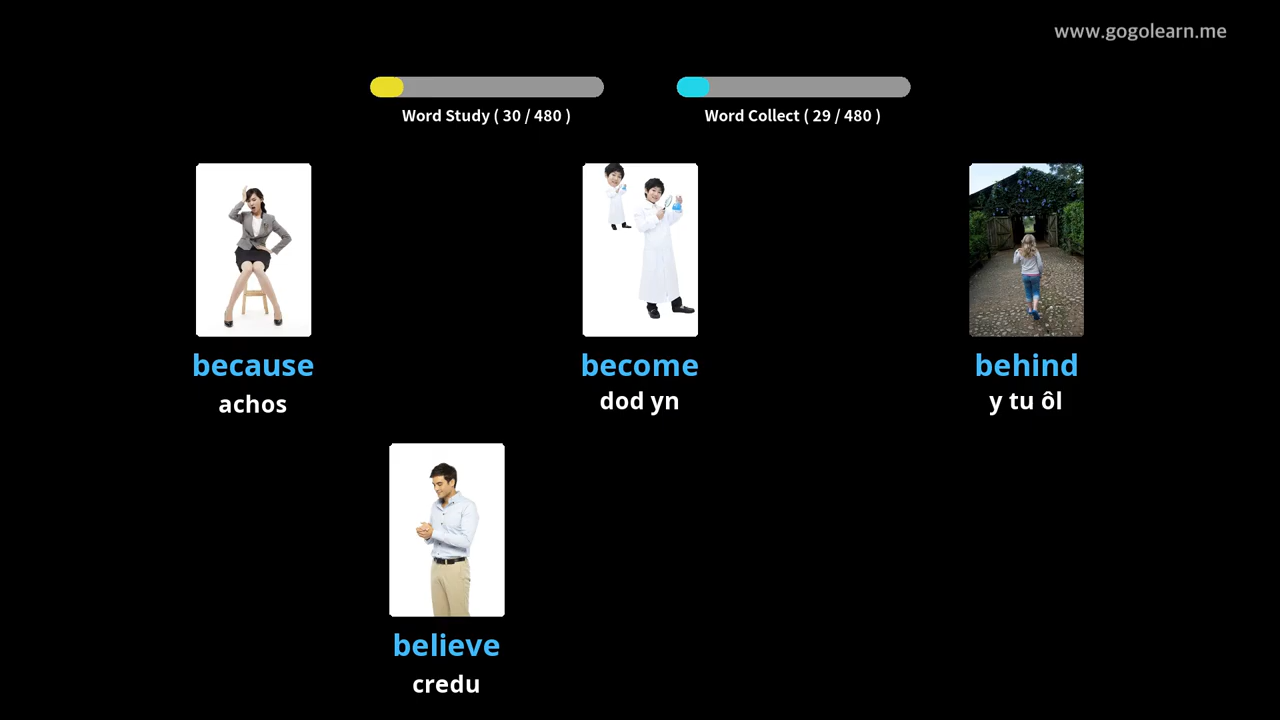 www.gogolearn.me
Word Study ( 30 / 480 )
Word Collect ( 29 / 480 )
because
achos
become
dod yn
behind
y tu ôl
believe
credu